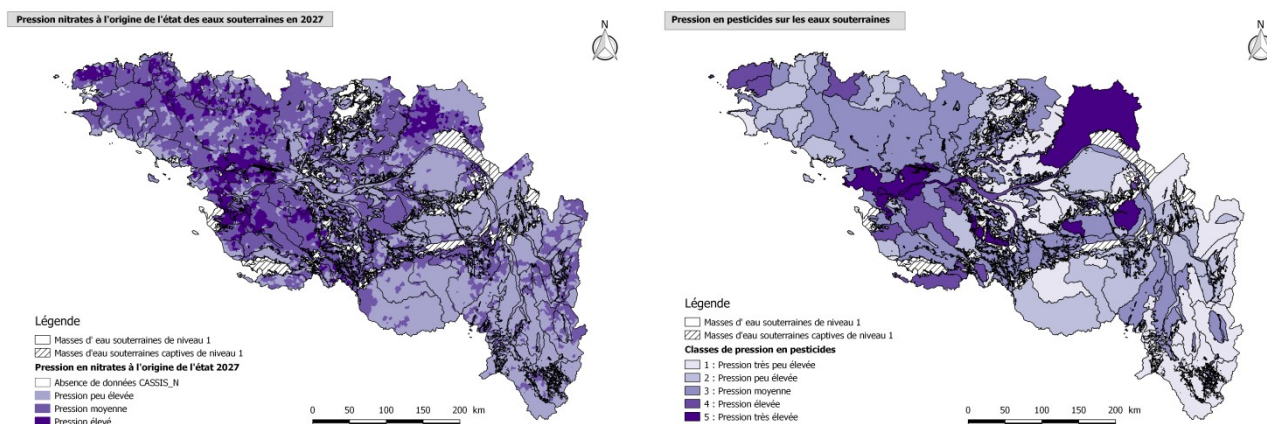 Pression nitrates à l'origine de l'état des eaux souterraines en 2027
N
Légende
Masses d' eau souterraines de niveau 1
Masses d'eau souterraines captives de niveau 1
Pression en nitrates à l'origine de l'état 2027
Absence de données CASSIS_N
Pression peu élevée
Pression moyenne
Pression élevé
0 50 100 150 200 km
Pression en pesticides sur les eaux souterraines
N
Légende
Masses d' eau souterraines de niveau 1
Masses d'eau souterraines captives de niveau 1
Classes de pression en pesticides
1 : Pression très peu élevée
2 : Pression peu élevée
3 : Pression moyenne
4 : Pression élevée
5 : Pression très élevée
0 50 100 150 200 km